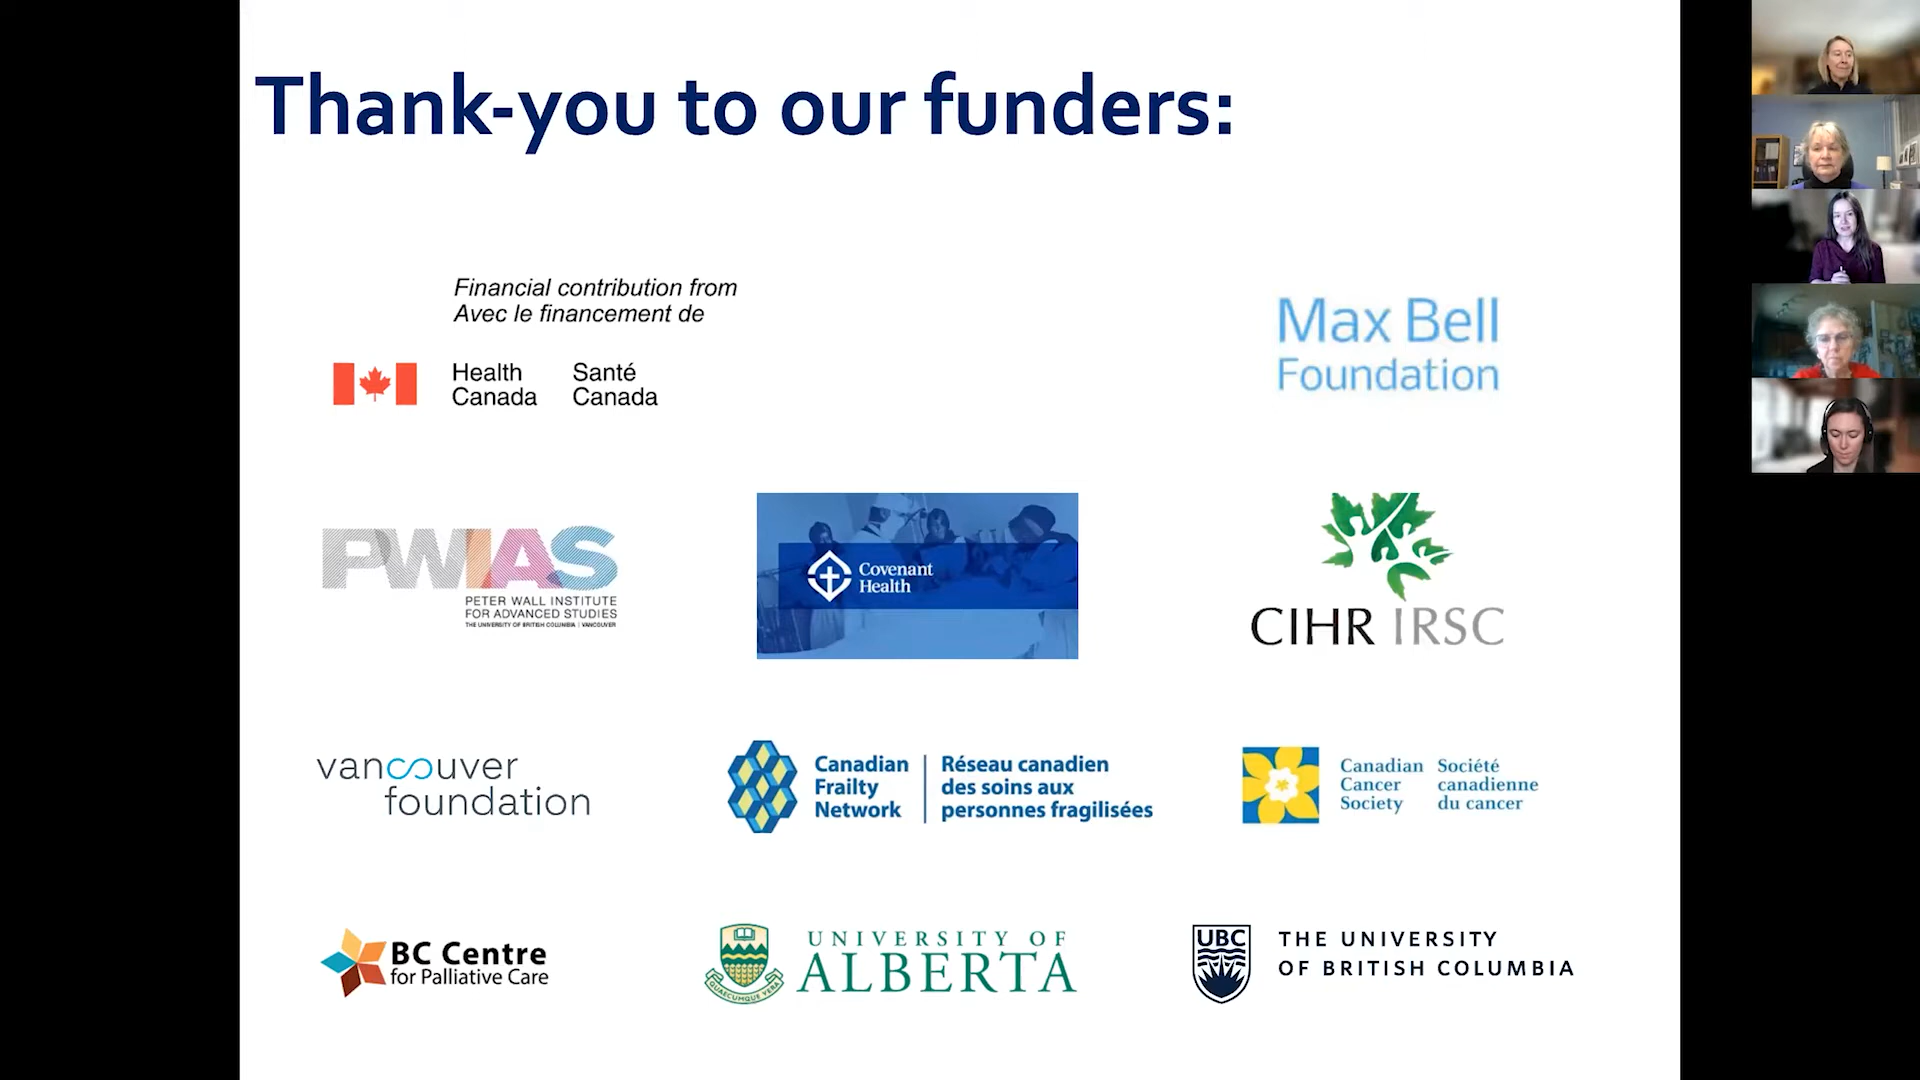 Thank-you to our funders:
Financial contribution from
Avec le financement de
Health Canada
Santé Canada
Max Bell
Foundation
PWIAS
PETER WALL INSTITUTE
FOR ADVANCED STUDIES
THE UNIVERSITY OF BRITISH COLUMBIA | VANCOUVER
Covenant
Health
CIHR IRSC
vancouver
foundation
Canadian
Frailty
Network
Réseau canadien
des soins aux
personnes fragilisées
Canadian
Cancer
Society
Société
canadienne
du cancer
BC Centre
for Palliative Care
QUAECUMQUE VERA
UNIVERSITY OF
ALBERTA
UBC
THE UNIVERSITY
OF BRITISH COLUMBIA